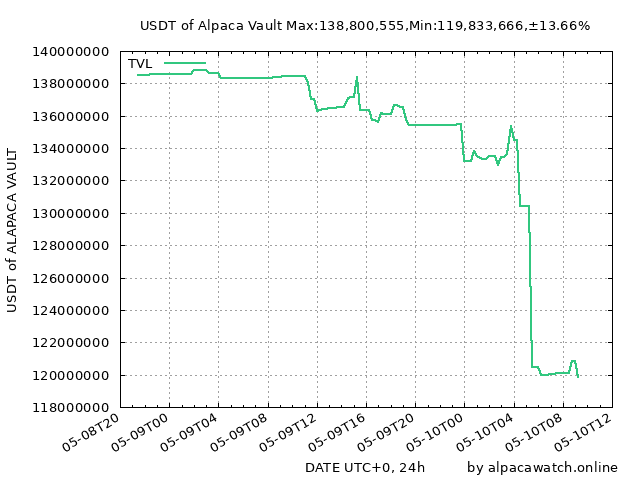 USDT of Alpaca Vault Max:138,800,555,Min:119,833,666,±13.66%
TVL
140000000
138000000
136000000
134000000
132000000
130000000
128000000
126000000
124000000
122000000
120000000
118000000
USDT of ALAPACA VAULT
05-08T20
05-09T00
05-09T04
05-09T08
05-09T12
05-09T16
05-09T20
05-10T00
05-10T04
05-10T08
05-10T12
DATE UTC+0, 24h
by alpacawatch.online